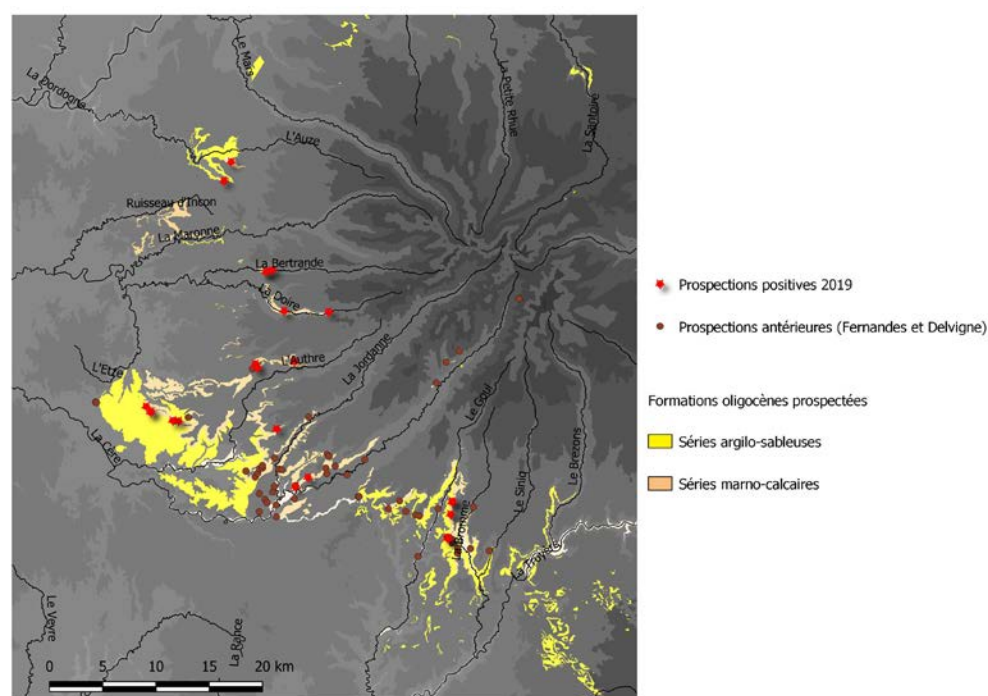 Le Mars
La Petite Rhue
La Santoire
La Dordogne
L'Auze
Ruisseau d'Incon
La Maronne
La Bertrande
La Doire
L'Authre
La Jordanne
L'Etze
La Cère
Le Goul
Le Siniq
Le Brezons
La Bromme
La Truyère
Le Veyre
La Rance
0 5 10 15 20 km
Prospections positives 2019
Prospections antérieures (Fernandes et Delvigne)
Formations oligocènes prospectées
Séries argilo-sableuses
Séries marno-calcaires